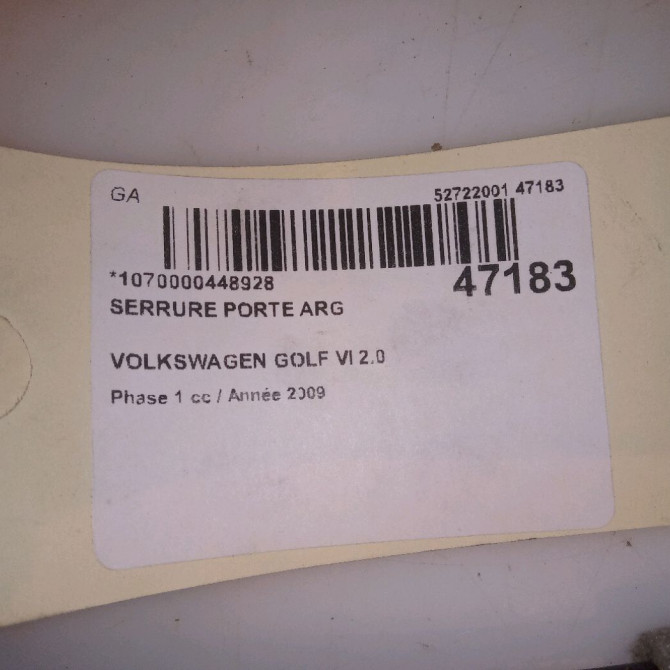 GA 52722001 47183
*1070000448928 47183
SERRURE PORTE ARG
VOLKSWAGEN GOLF VI 2.0
Phase 1 cc / Année 2009